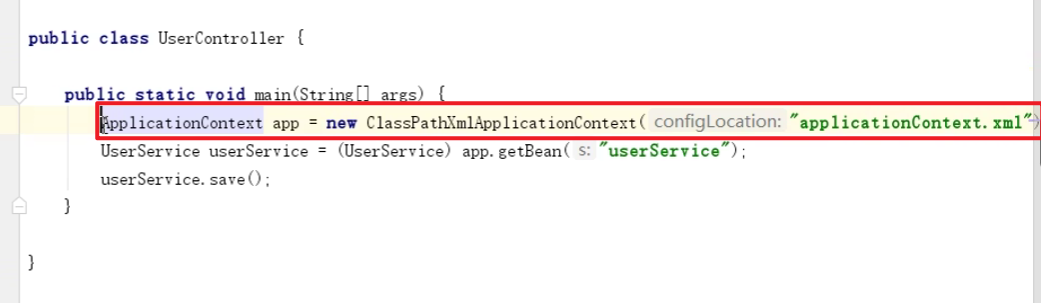 public class UserController {
public static void main(String[] args) {
ApplicationContext app = new ClassPathXmlApplicationContext( configLocation: "applicationContext.xml")
UserService userService = (UserService) app.getBean( s: "userService");
userService.save();
}
}